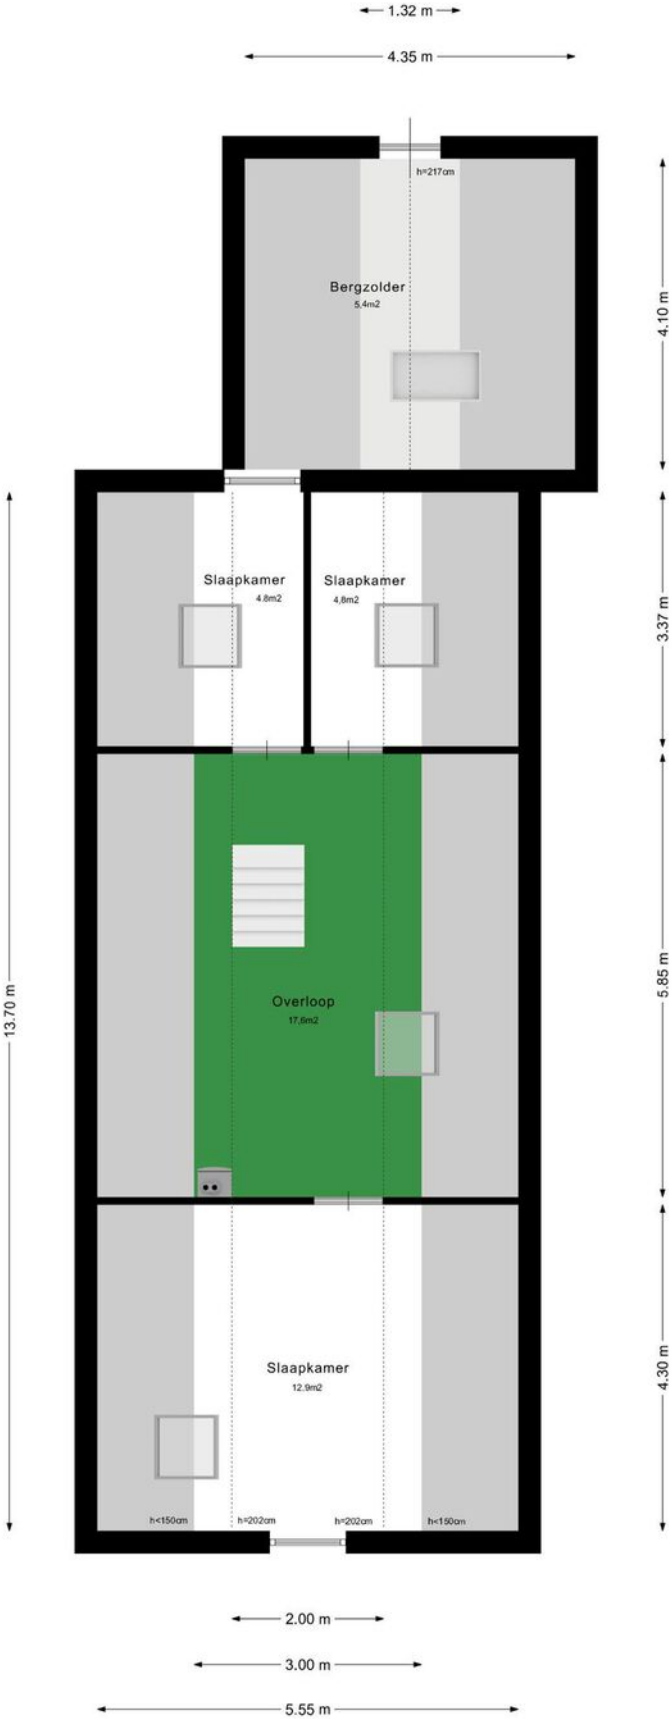 1.32 m
4.35 m
h=217cm
Bergzolder
5,4m2
4.10 m
Slaapkamer
4.8m2
Slaapkamer
4,8m2
3.37 m
13.70 m
Overloop
17,6m2
5.85 m
Slaapkamer
12,9m2
4.30 m
h<150cm
h=202cm
h=202cm
h<150cm
2.00 m
3.00 m
5.55 m